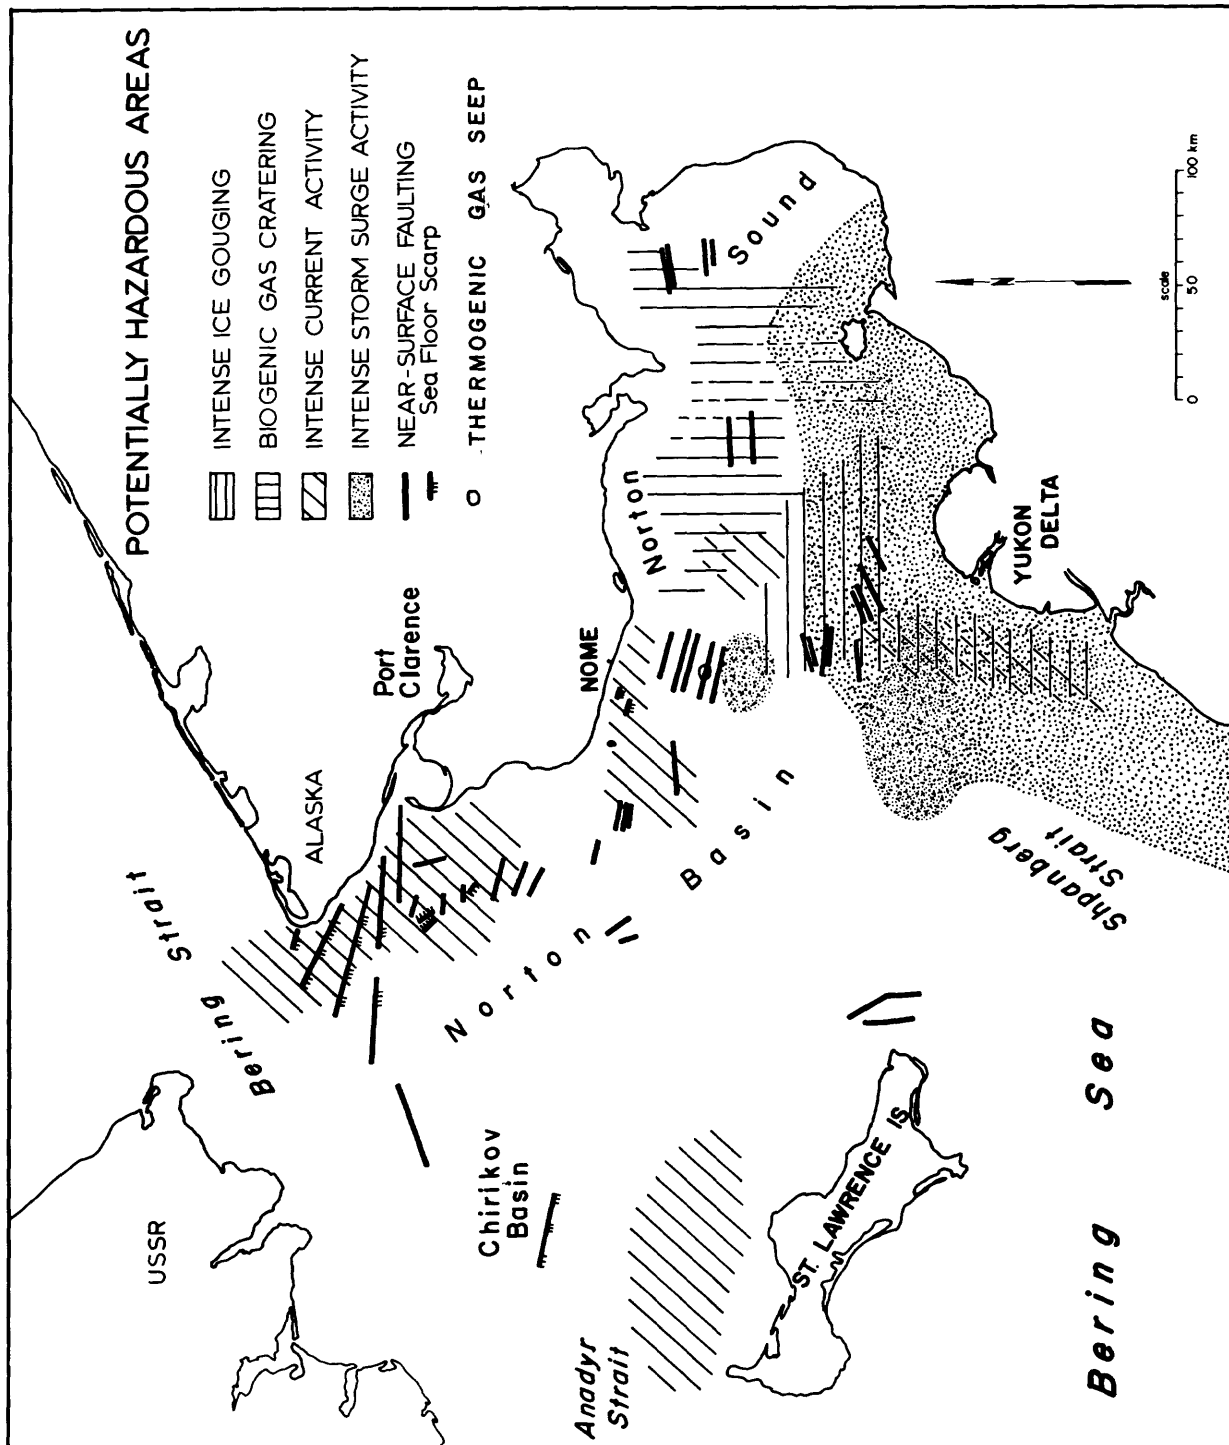 POTENTIALLY HAZARDOUS AREAS
INTENSE ICE GOUGING
BIOGENIC GAS CRATERING
INTENSE CURRENT ACTIVITY
INTENSE STORM SURGE ACTIVITY
NEAR-SURFACE FAULTING
Sea Floor Scarp
THERMOGENIC GAS SEEP
USSR
Bering Strait
ALASKA
Port
Clarence
NOME
Norton
Sound
Chirikov
Basin
Norton Basin
Anadyr
Strait
ST. LAWRENCE IS
Shpanberg
Strait
YUKON
DELTA
Bering Sea
N
scale
0
50
100 km